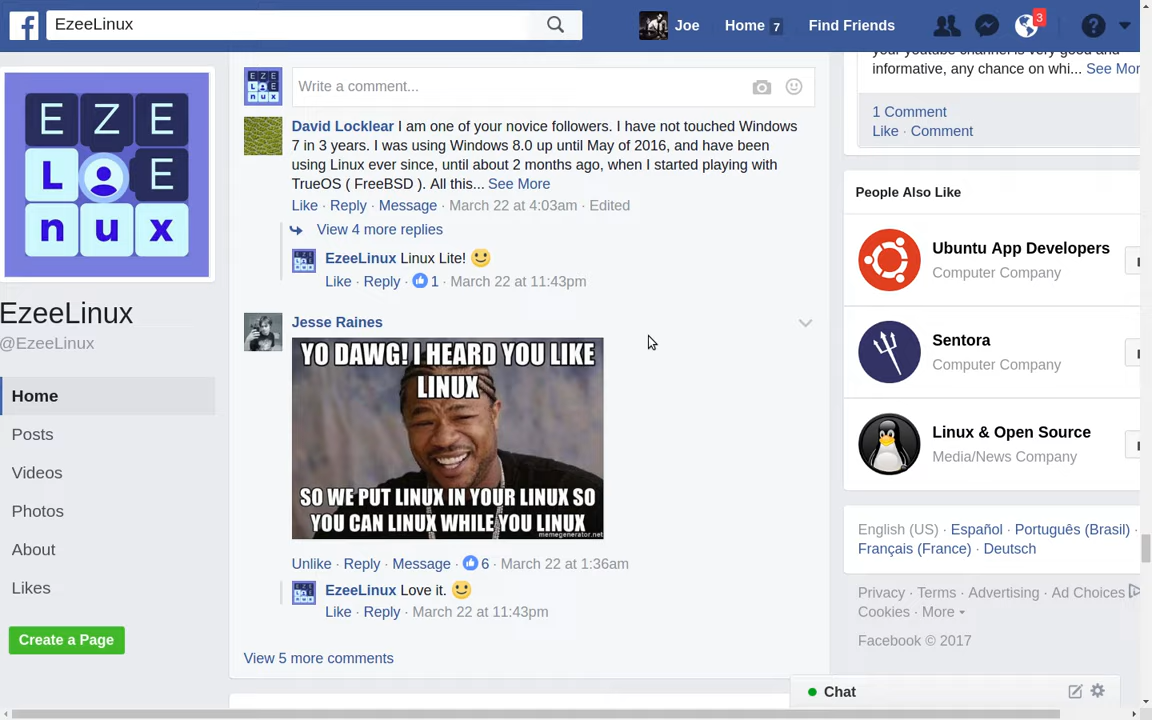 EzeeLinux
Joe
Home 7
Find Friends
3
E Z E
L E
n u x
EzeeLinux
@EzeeLinux
Home
Posts
Videos
Photos
About
Likes
Create a Page
Write a comment...
David Locklear I am one of your novice followers. I have not touched Windows
7 in 3 years. I was using Windows 8.0 up until May of 2016, and have been
using Linux ever since, until about 2 months ago, when I started playing with
TrueOS ( FreeBSD ). All this... See More
Like · Reply · Message · March 22 at 4:03am · Edited
View 4 more replies
EzeeLinux Linux Lite!
Like · Reply · 1 · March 22 at 11:43pm
Jesse Raines
YO DAWG! I HEARD YOU LIKE
LINUX
SO WE PUT LINUX IN YOUR LINUX SO
YOU CAN LINUX WHILE YOU LINUX
memegenerator.net
Unlike · Reply · Message · 6 · March 22 at 1:36am
EzeeLinux Love it.
Like · Reply · March 22 at 11:43pm
View 5 more comments
your youtube channel is very good and
informative, any chance on whi... See Mor
1 Comment
Like · Comment
People Also Like
Ubuntu App Developers
Computer Company
Sentora
Computer Company
Linux & Open Source
Media/News Company
English (US) · Español · Português (Brasil) ·
Français (France) · Deutsch
Privacy · Terms · Advertising · Ad Choices
Cookies · More
Facebook © 2017
Chat